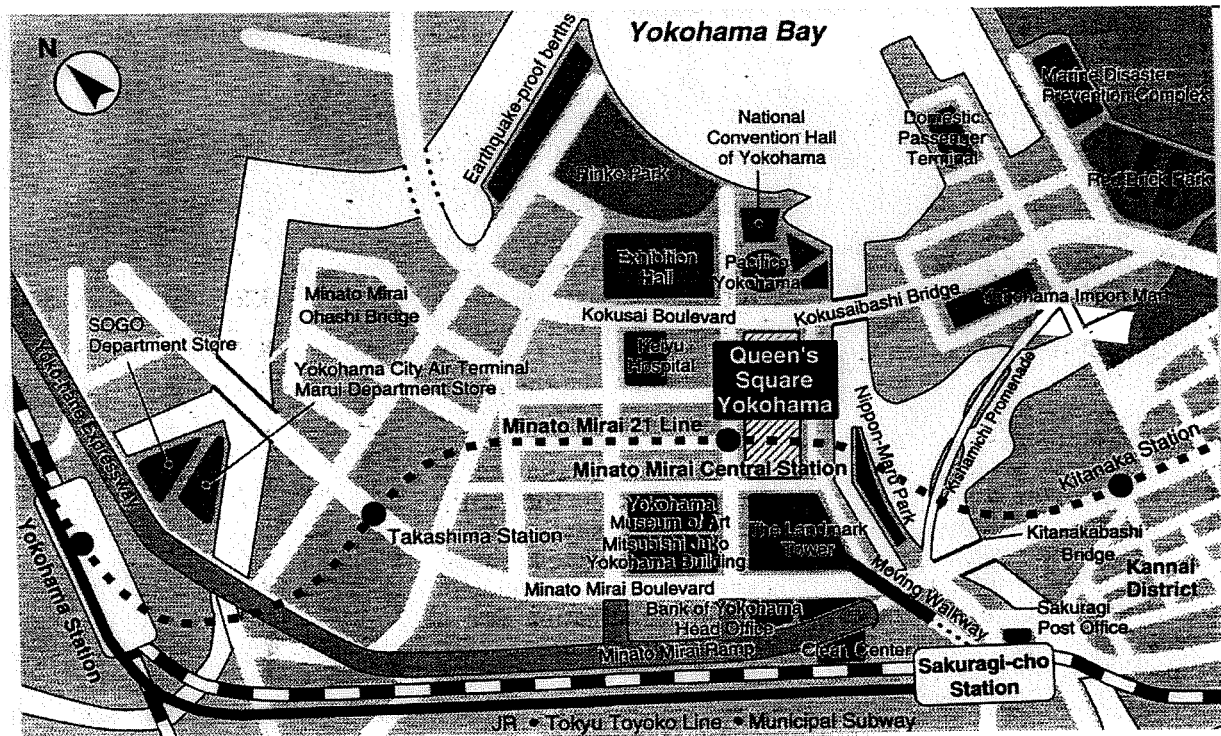 N
Yokohama Bay
Earthquake-proof berths
Rinko Park
National
Convention Hall
of Yokohama
Domestic
Passenger
Terminal
Marine Disaster
Prevention Complex
Red Brick Park
Exhibition
Hall
Pacifico
Yokohama
Minato Mirai
Ohashi Bridge
Kokusai Boulevard
Kokusaibashi Bridge
Yokohama Import Mart
SOGO
Department Store
Yoko-hane Expressway
Yokohama City Air Terminal
Marui Department Store
Keiyu
Hospital
Queen's
Square
Yokohama
Nippon-Maru Park
Kishamichi Promenade
Minato Mirai 21 Line
Minato Mirai Central Station
Kitanaka Station
Yokohama Station
Takashima Station
Yokohama
Museum of Art
Mitsubishi Juko
Yokohama Building
The Landmark
Tower
Kitanakabashi
Bridge
Kannai
District
Minato Mirai Boulevard
Moving Walkway
Bank of Yokohama
Head Office
Sakuragi
Post Office
Minato Mirai Ramp
Clean Center
Sakuragi-cho
Station
JR • Tokyu Toyoko Line • Municipal Subway